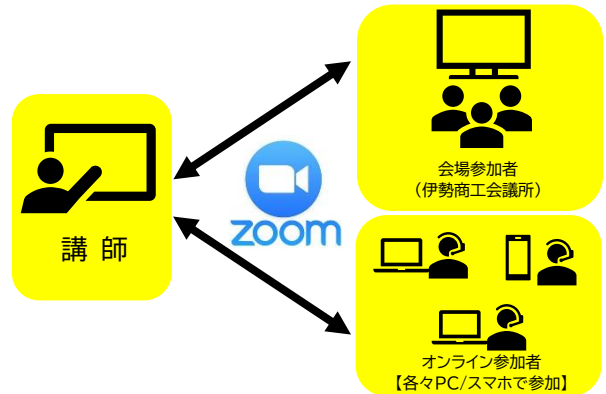 講 師
zoom
会場参加者
（伊勢商工会議所）
オンライン参加者
【各々PC/スマホで参加】